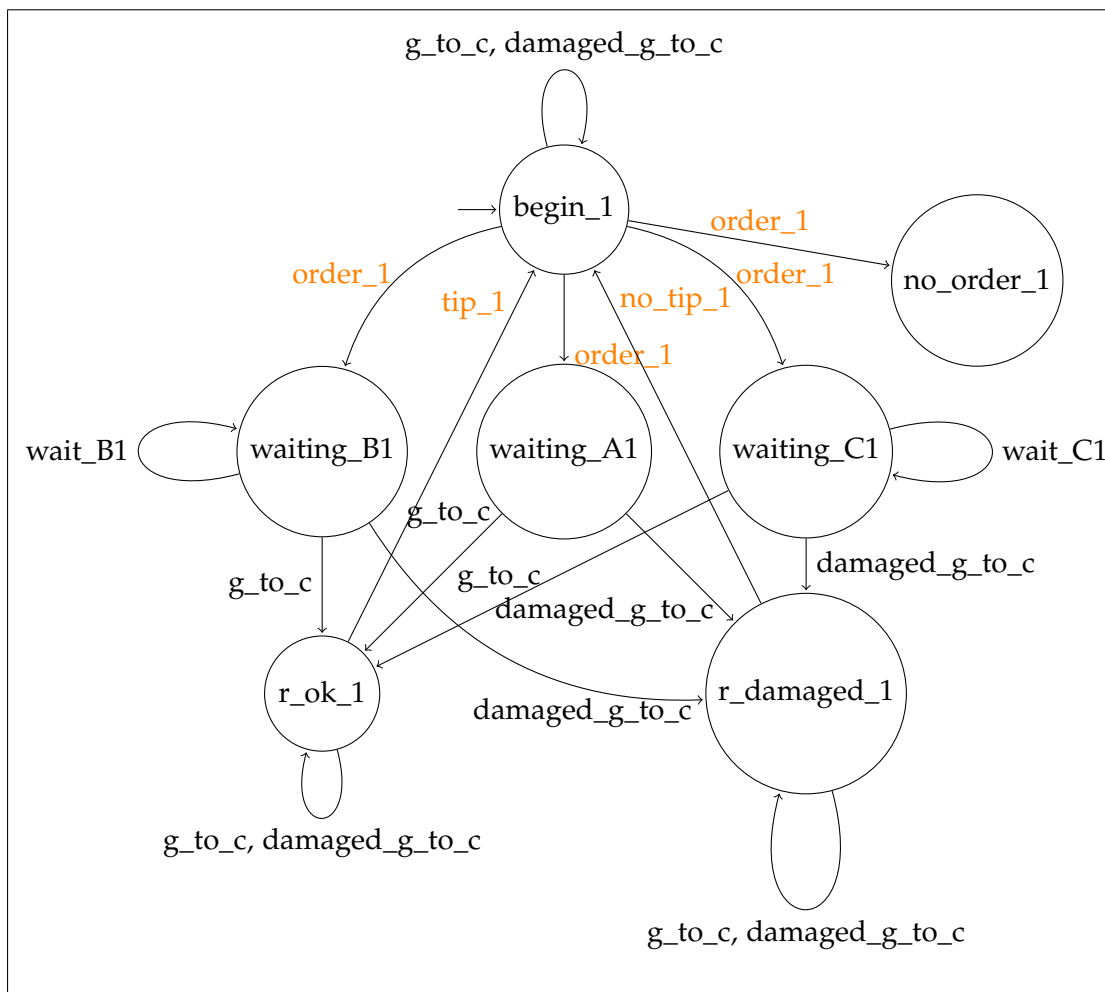 g_to_c, damaged_g_to_c
begin_1
order_1
no_order_1
order_1
tip_1
no_tip_1
order_1
order_1
wait_B1
waiting_B1
waiting_A1
waiting_C1
wait_C1
g_to_c
g_to_c
g_to_c
damaged_g_to_c
damaged_g_to_c
r_ok_1
damaged_g_to_c
r_damaged_1
g_to_c, damaged_g_to_c
g_to_c, damaged_g_to_c